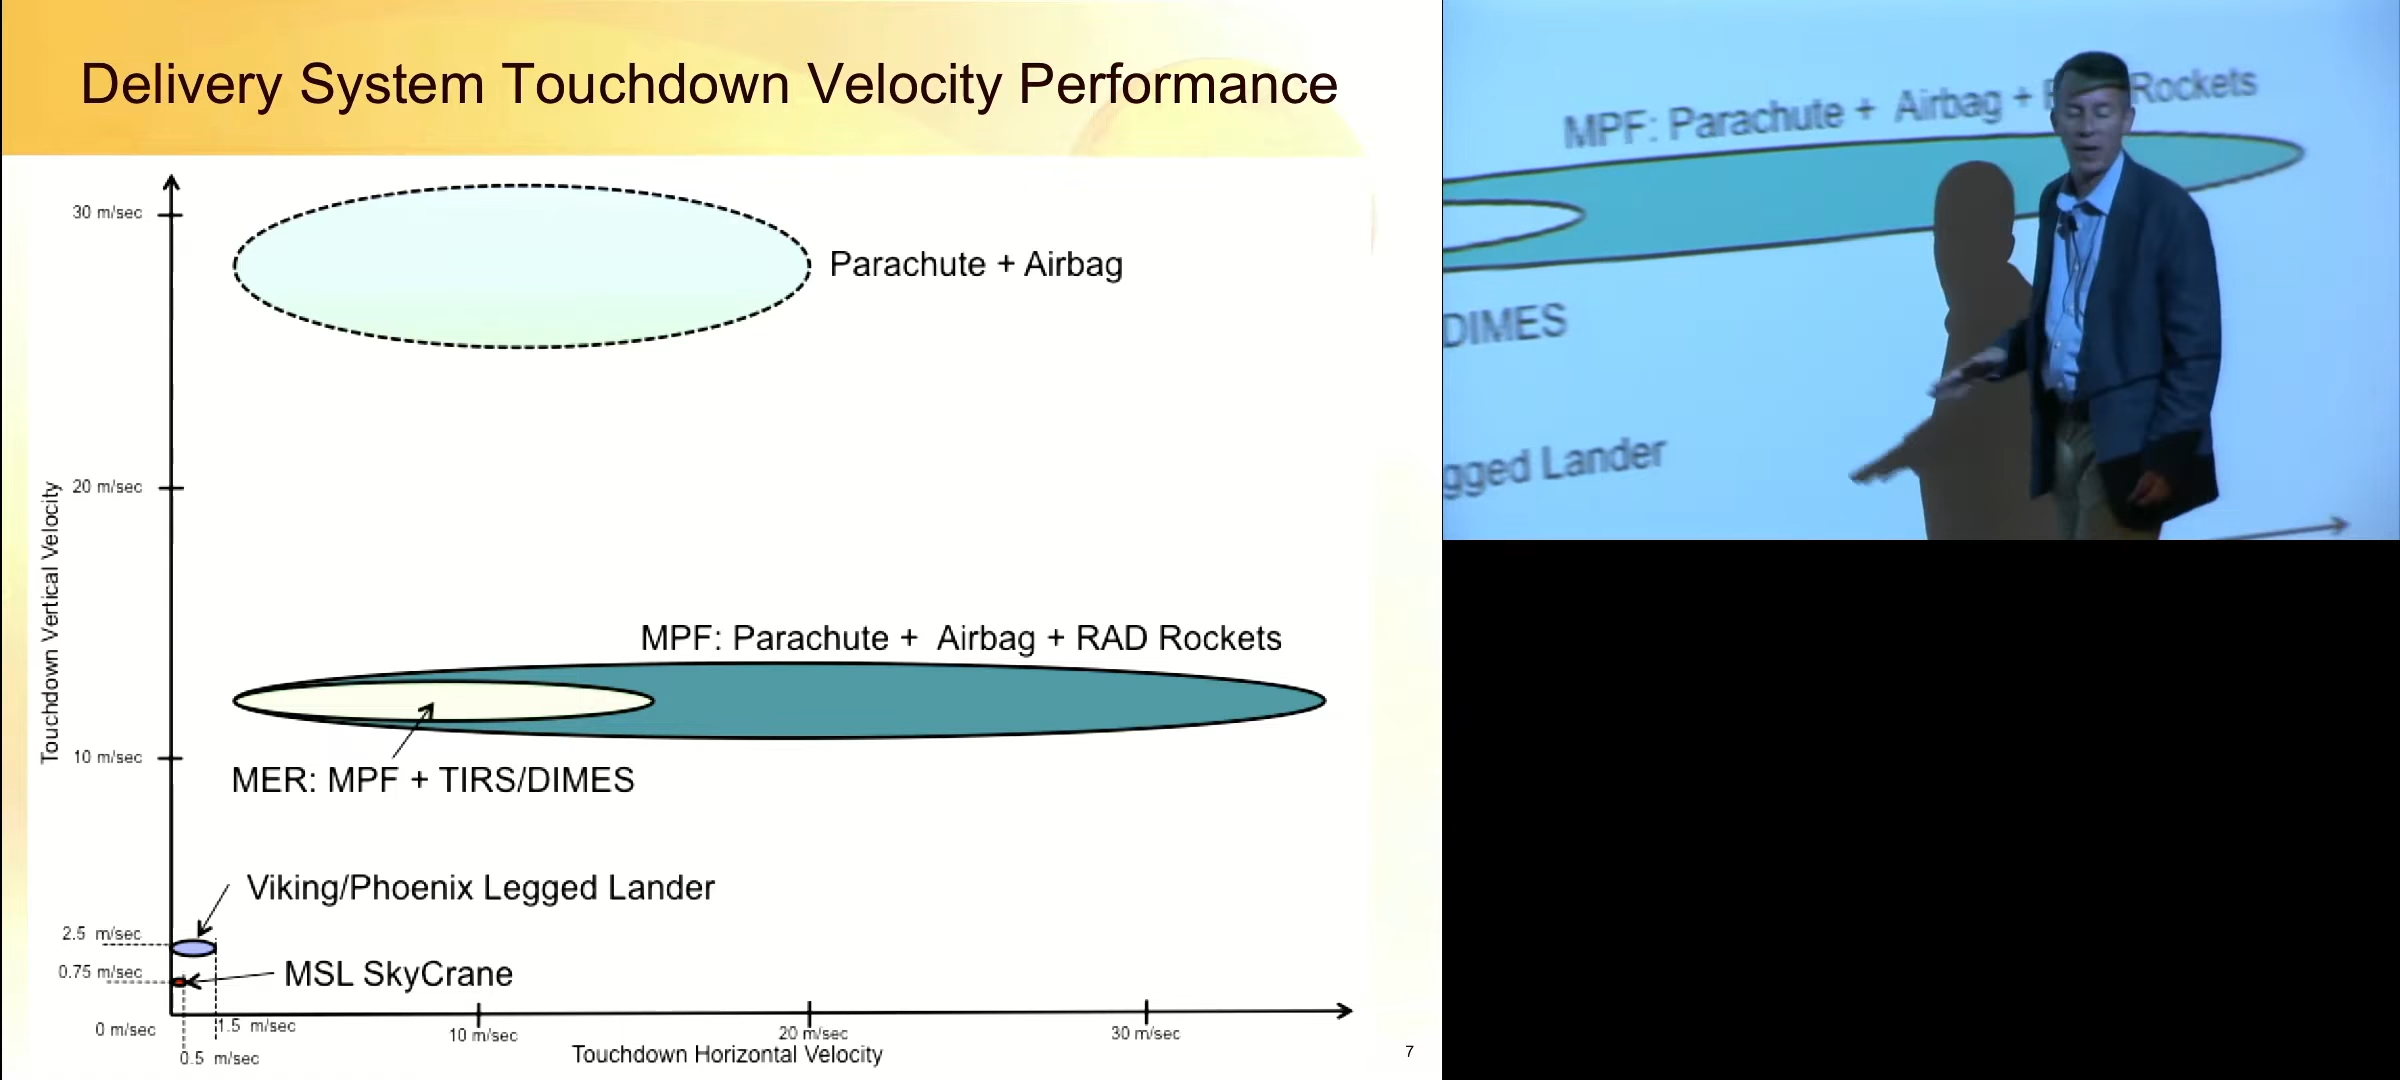 Delivery System Touchdown Velocity Performance
30 m/sec
Parachute + Airbag
20 m/sec
Touchdown Vertical Velocity
MPF: Parachute + Airbag + RAD Rockets
10 m/sec
MER: MPF + TIRS/DIMES
Viking/Phoenix Legged Lander
2.5 m/sec
0.75 m/sec
MSL SkyCrane
0 m/sec
1.5 m/sec
0.5 m/sec
10 m/sec
20 m/sec
30 m/sec
Touchdown Horizontal Velocity
7
MPF: Parachute + Airbag + R Rockets
DIMES
gged Lander